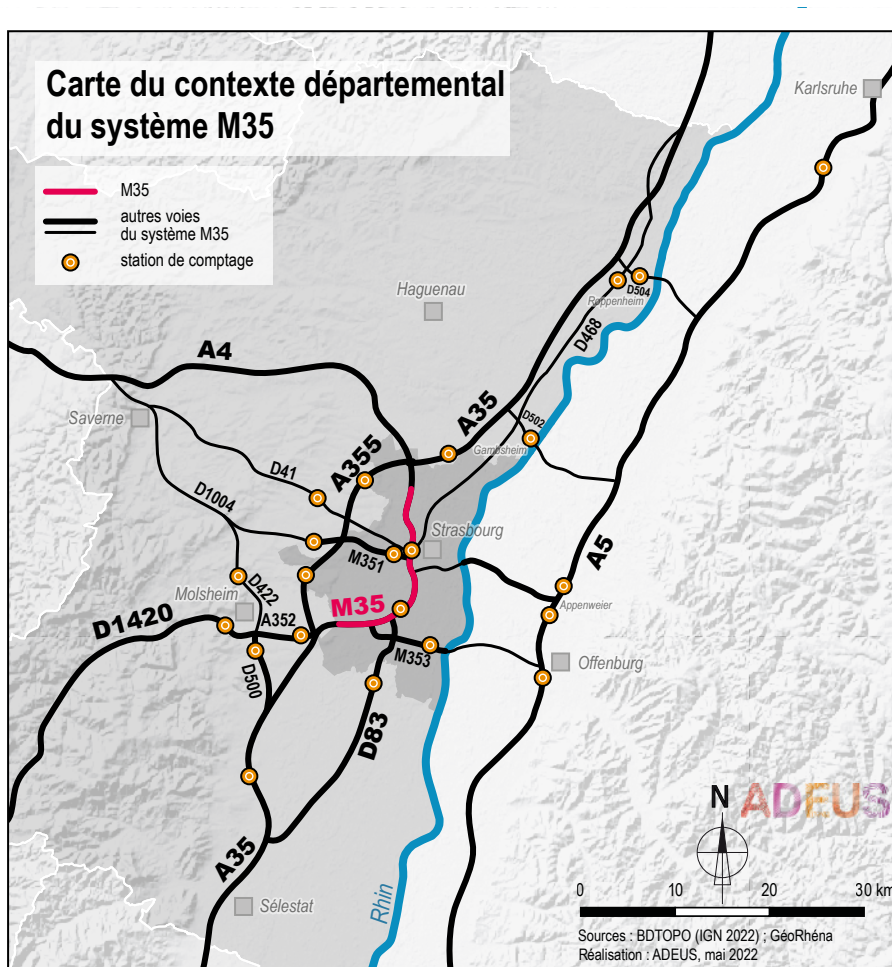 Carte du contexte départemental
du système M35
M35
autres voies
du système M35
station de comptage
Karlsruhe
Haguenau
D504
Roppenheim
D468
A4
A35
Saverne
D502
Gambsheim
A355
D41
D1004
Strasbourg
M351
A5
D422
Molsheim
M35
Appenweier
D1420
A352
M353
Offenburg
D500
D83
N
ADEUS
A35
Sélestat
Rhin
0 10 20 30 km
Sources : BDTOPO (IGN 2022) ; GéoRhéna
Réalisation : ADEUS, mai 2022